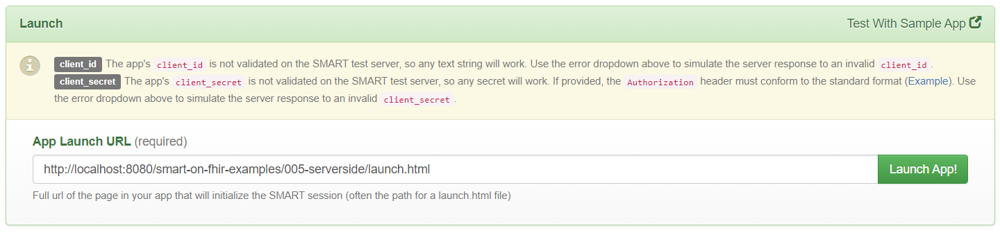 Launch
Test With Sample App
client_id The app's client_id is not validated on the SMART test server, so any text string will work. Use the error dropdown above to simulate the server response to an invalid client_id.
client_secret The app's client_secret is not validated on the SMART test server, so any secret will work. If provided, the Authorization header must conform to the standard format (Example). Use
the error dropdown above to simulate the server response to an invalid client_secret.
App Launch URL (required)
http://localhost:8080/smart-on-fhir-examples/005-serverside/launch.html
Launch App!
Full url of the page in your app that will initialize the SMART session (often the path for a launch.html file)